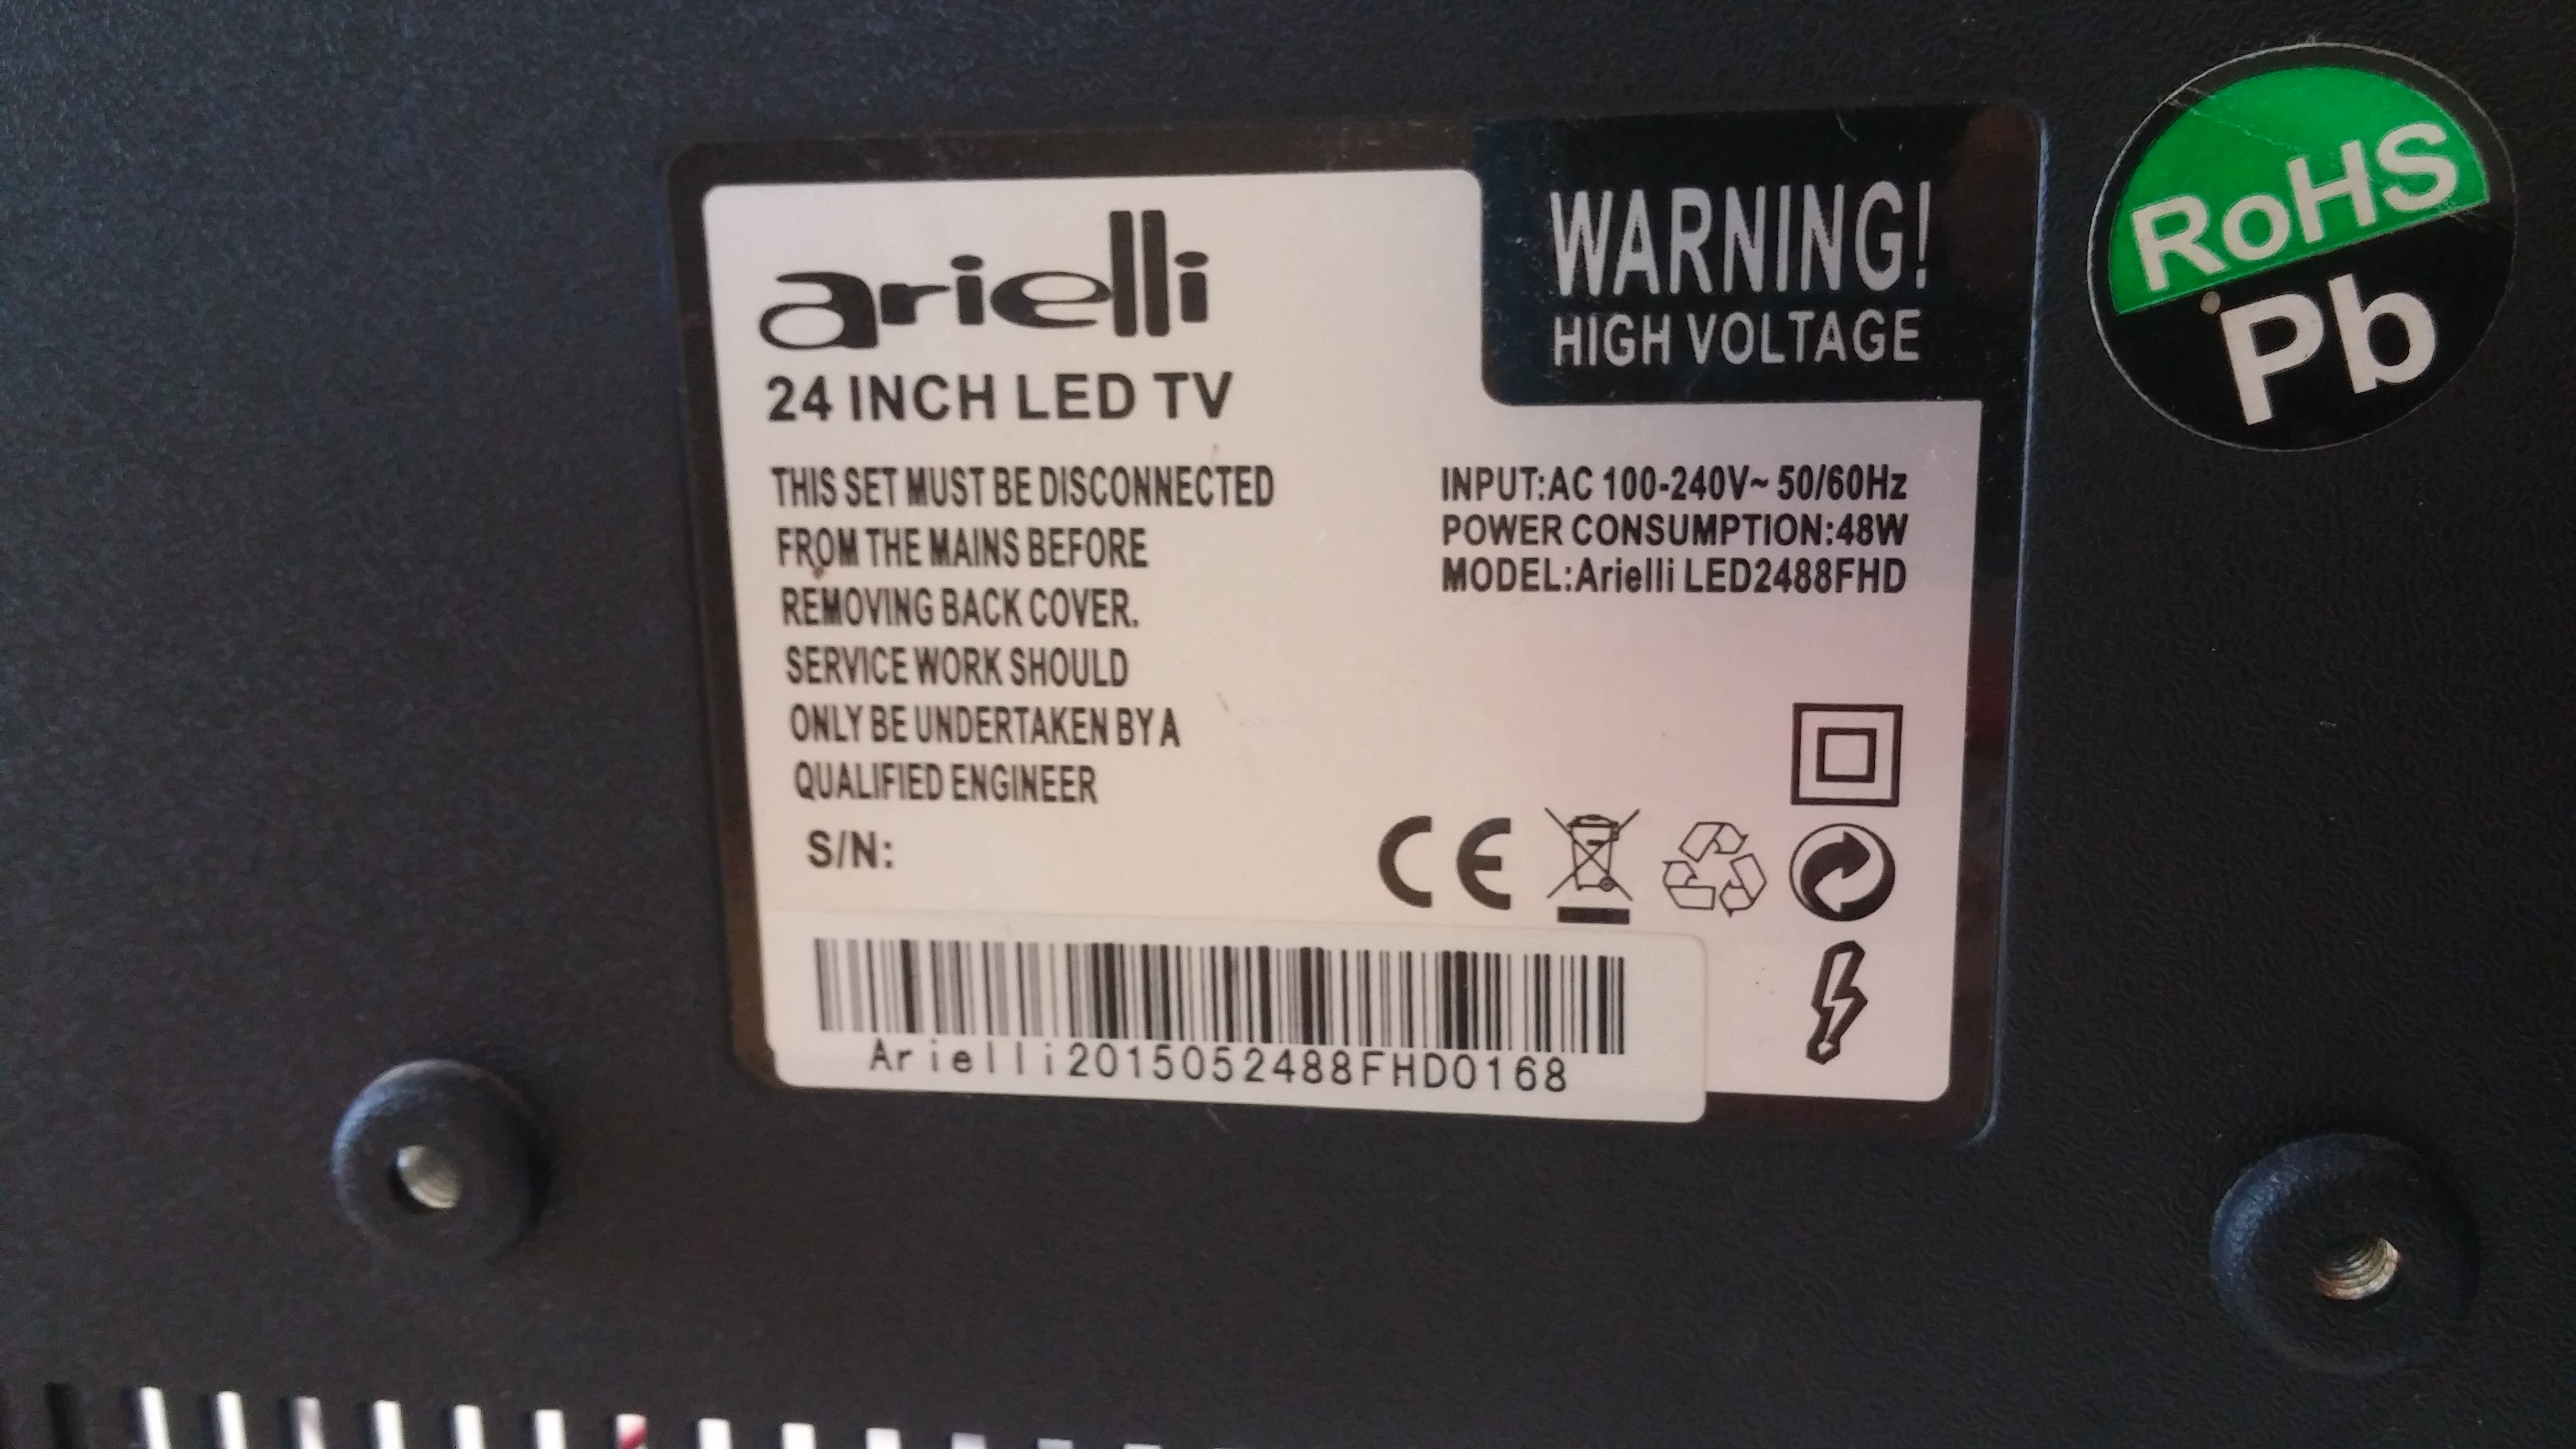 arielli
24 INCH LED TV
THIS SET MUST BE DISCONNECTED
FROM THE MAINS BEFORE
REMOVING BACK COVER.
SERVICE WORK SHOULD
ONLY BE UNDERTAKEN BY A
QUALIFIED ENGINEER
S/N:
Arielli2015052488FHD0168
WARNING!
HIGH VOLTAGE
INPUT:AC 100-240V~ 50/60Hz
POWER CONSUMPTION:48W
MODEL:Arielli LED2488FHD
CE
RoHS
Pb